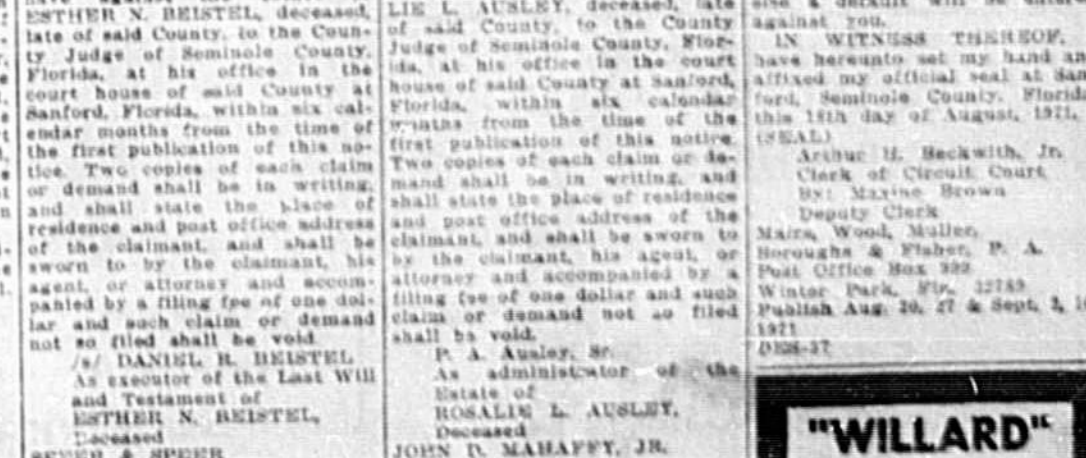 ESTHER N. BEISTEL, deceased,
late of said County, to the Coun-
ty Judge of Seminole County,
Florida, at his office in the
court house of said County at
Sanford, Florida, within six cal-
endar months from the time of
the first publication of this no-
tice. Two copies of each claim
or demand shall be in writing,
and shall state the place of
residence and post office address
of the claimant, and shall be
sworn to by the claimant, his
agent, or attorney and accom-
panied by a filing fee of one dol-
lar and such claim or demand
not so filed shall be void.
/s/ DANIEL R. BEISTEL
As executor of the Last Will
and Testament of
ESTHER N. BEISTEL,
Deceased
SPEER & SPEER
LIE L. AUSLEY, deceased, late
of said County, to the County
Judge of Seminole County, Flor-
ida, at his office in the court
house of said County at Sanford,
Florida, within six calendar
months from the time of the
first publication of this notice.
Two copies of each claim or de-
mand shall be in writing, and
shall state the place of residence
and post office address of the
claimant, and shall be sworn to
by the claimant, his agent, or
attorney and accompanied by a
filing fee of one dollar and such
claim or demand not so filed
shall be void.
P. A. Ausley, Sr.
As administrator of the
Estate of
ROSALIE L. AUSLEY,
Deceased
JOHN D. MAHAFFY, JR.
else a default will be
against you.
IN WITNESS THEREOF,
have hereunto set my hand an
affixed my official seal at San
ford, Seminole County, Florida
this 18th day of August, 1971.
(SEAL)
Arthur H. Beckwith, Jr.
Clerk of Circuit Court
By: Maxine Brown
Deputy Clerk
Wood, Muller,
Boroughs & Fisher, P. A.
Post Office Box
Winter Park, Fla. 32789
Publish Aug. 20, 27 & Sept. 3,
1971
"WILLARD"